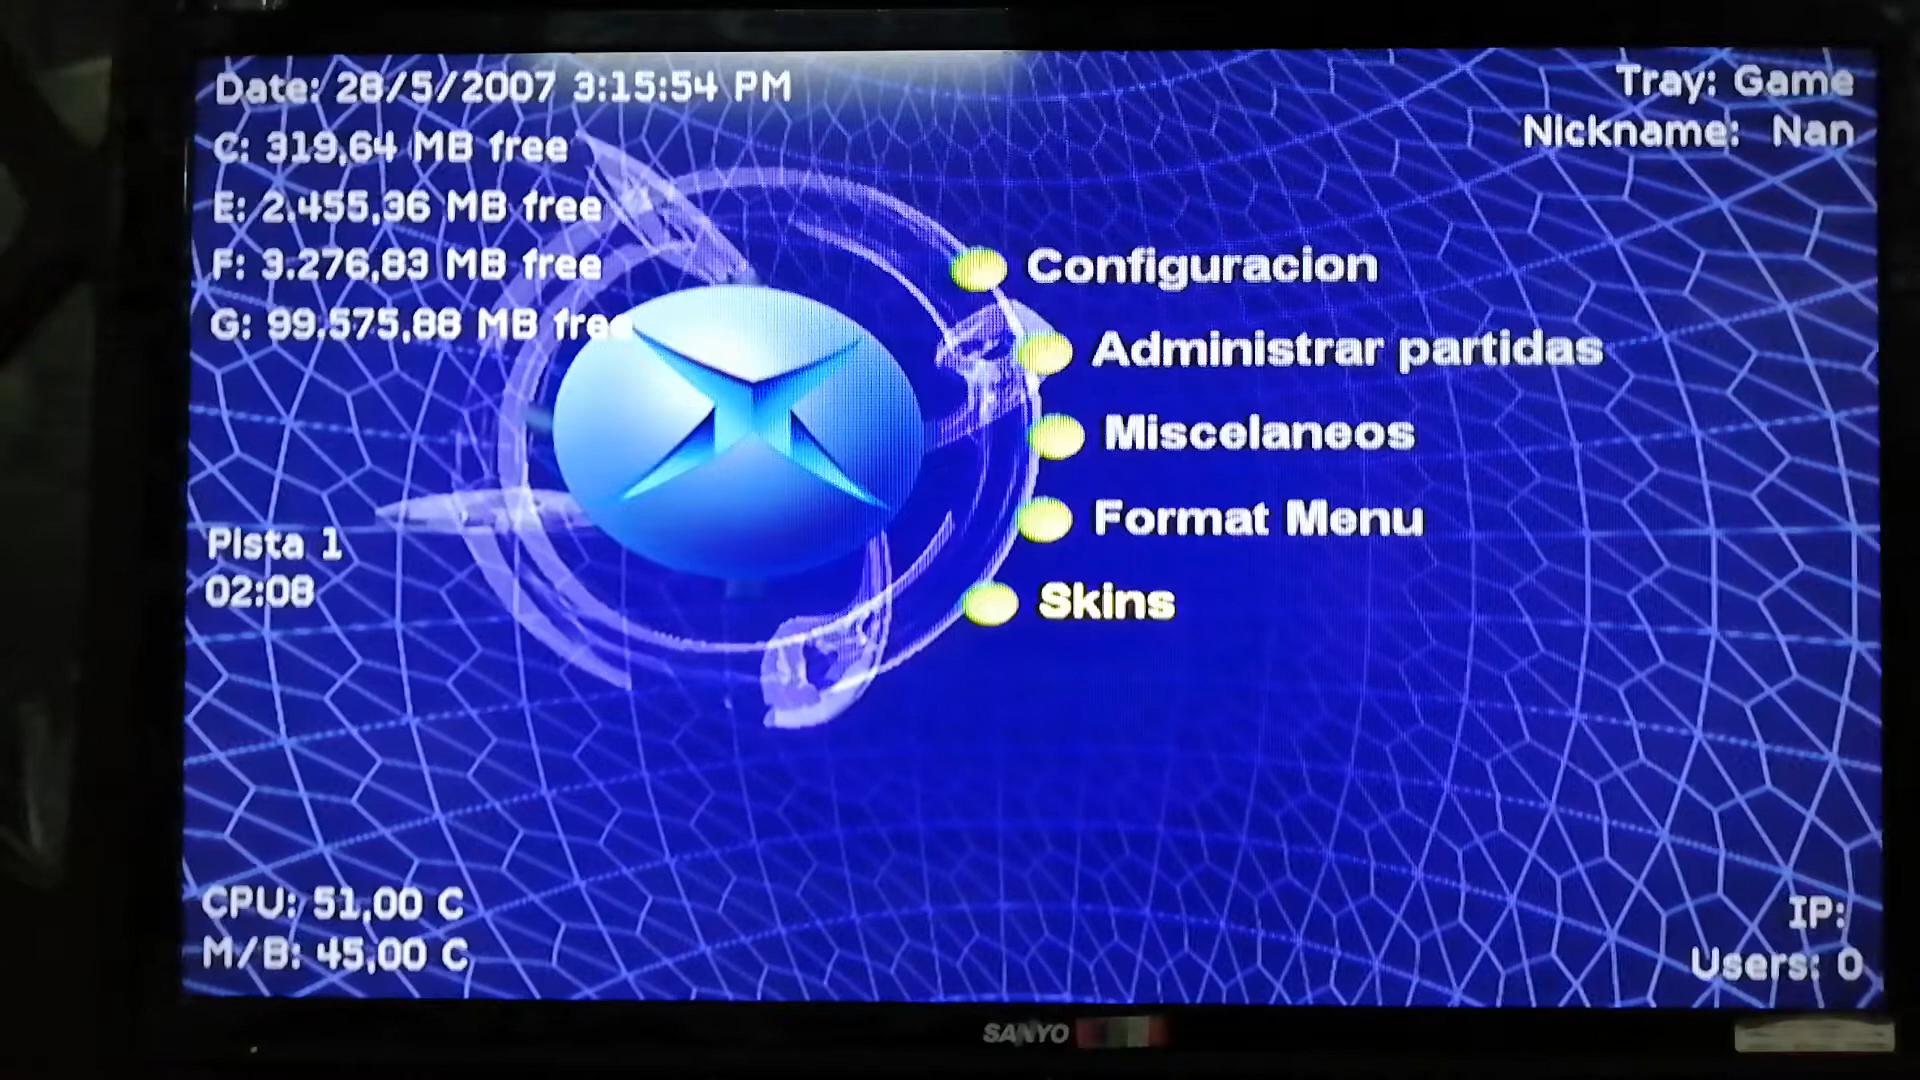 Date: 28/5/2007 3:15:54 PM
C: 319,64 MB free
E: 2.455,36 MB free
F: 3.276,83 MB free
G: 99.575,88 MB free
Tray: Game
Nickname: Nan
Configuracion
Administrar partidas
Miscelaneos
Format Menu
Skins
Pista 1
02:08
CPU: 51,00 C
M/B: 45,00 C
IP:
Users: 0
SANYO